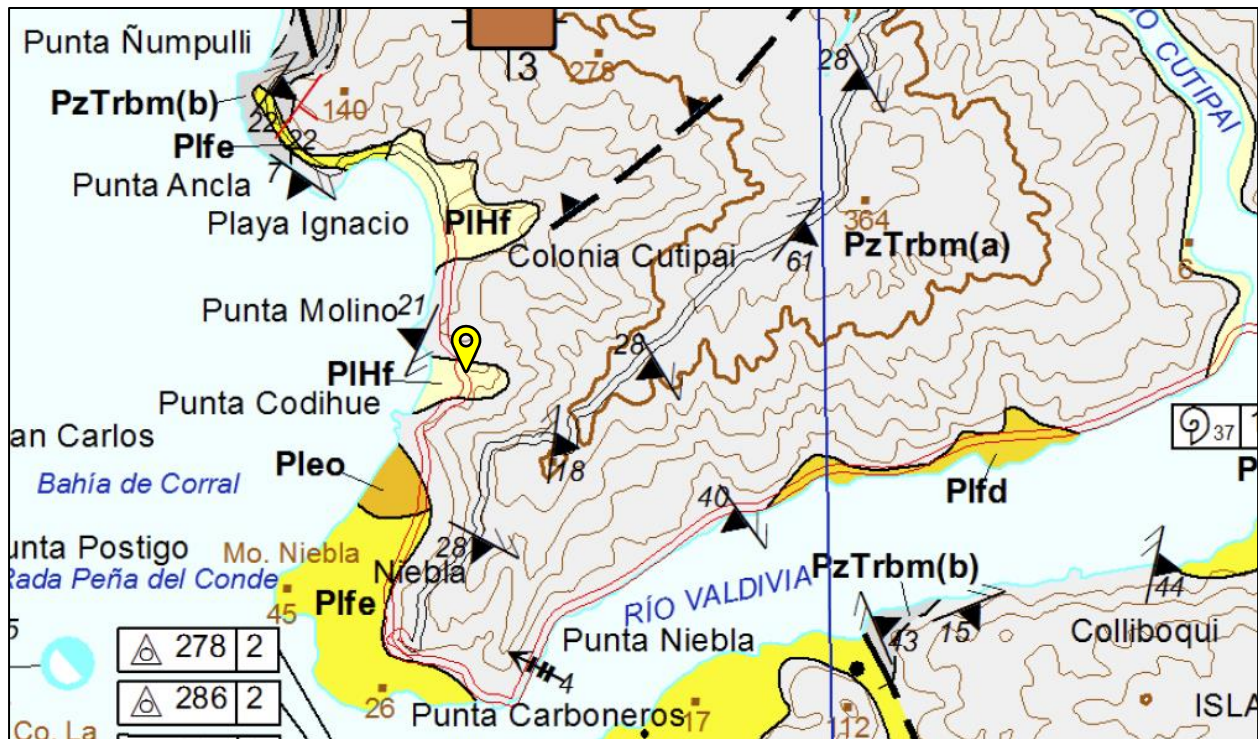 Punta Ñumpulli
13
278
28
RÍO CUTIPAI
PzTrbm(b)
140
22
22
Plfe
7
Punta Ancla
Playa Ignacio
PlHf
364
PzTrbm(a)
Colonia Cutipai
61
6
Punta Molino
21
28
PlHf
Punta Codihue
an Carlos
37
Pleo
18
Bahía de Corral
Plfd
40
unta Postigo
Mo. Niebla
28
Rada Peña del Conde
Niebla
PzTrbm(b)
45
Plfe
RÍO VALDIVIA
44
Punta Niebla
43
15
Colliboqui
278 2
4
286 2
26
Punta Carboneros
17
112
ISLA
Co. La